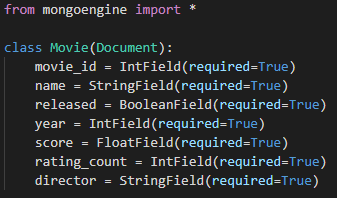 from mongoengine import *
class Movie(Document):
    movie_id = IntField(required=True)
    name = StringField(required=True)
    released = BooleanField(required=True)
    year = IntField(required=True)
    score = FloatField(required=True)
    rating_count = IntField(required=True)
    director = StringField(required=True)